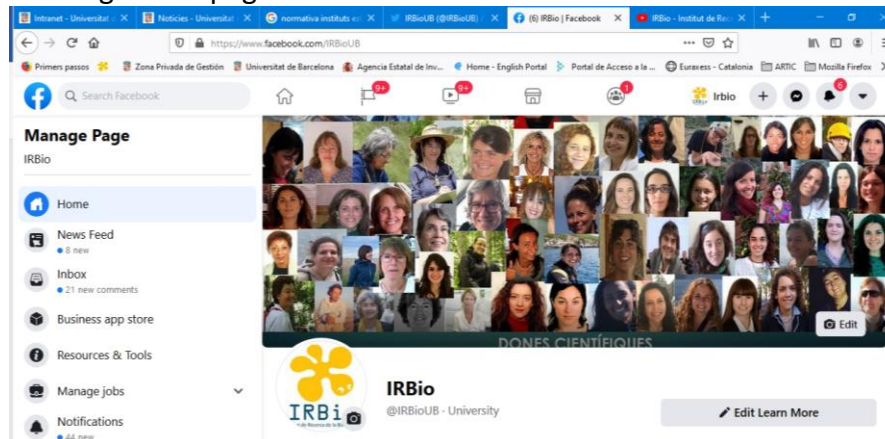 Intranet - Universitat d
Noticies - Universitat
normativa instituts es
IRBioUB (@IRBioUB) /
(6) IRBio | Facebook
IRBio - Institut de Rec
https://www.facebook.com/IRBioUB
Primers passos
Zona Privada de Gestión
Universitat de Barcelona
Agencia Estatal de Inv...
Home - English Portal
Portal de Acceso a la ...
Euraxess - Catalonia
ARTIC
Mozilla Firefox
Search Facebook
9+
9+
1
Irbio
6
Manage Page
IRBio
Home
News Feed
8 new
Inbox
21 new comments
Business app store
Resources & Tools
Manage jobs
Notifications
44 new
Edit
DONES CIENTÍFIQUES
IRBio
@IRBioUB · University
Edit Learn More